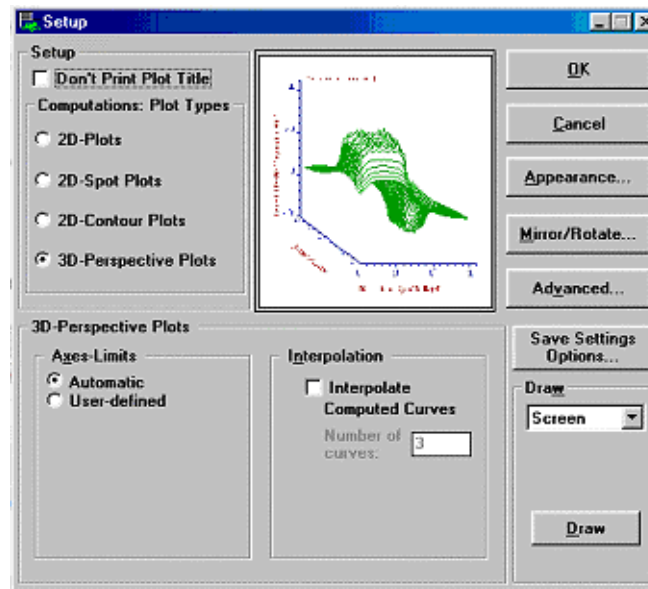 Setup
Setup
Don't Print Plot Title
Computations: Plot Types
2D-Plots
2D-Spot Plots
2D-Contour Plots
3D-Perspective Plots
OK
Cancel
Appearance...
Mirror/Rotate...
Advanced...
Save Settings
Options...
3D-Perspective Plots
Axes-Limits
Automatic
User-defined
Interpolation
Interpolate
Computed Curves
Number of
curves:
3
Draw
Screen
Draw